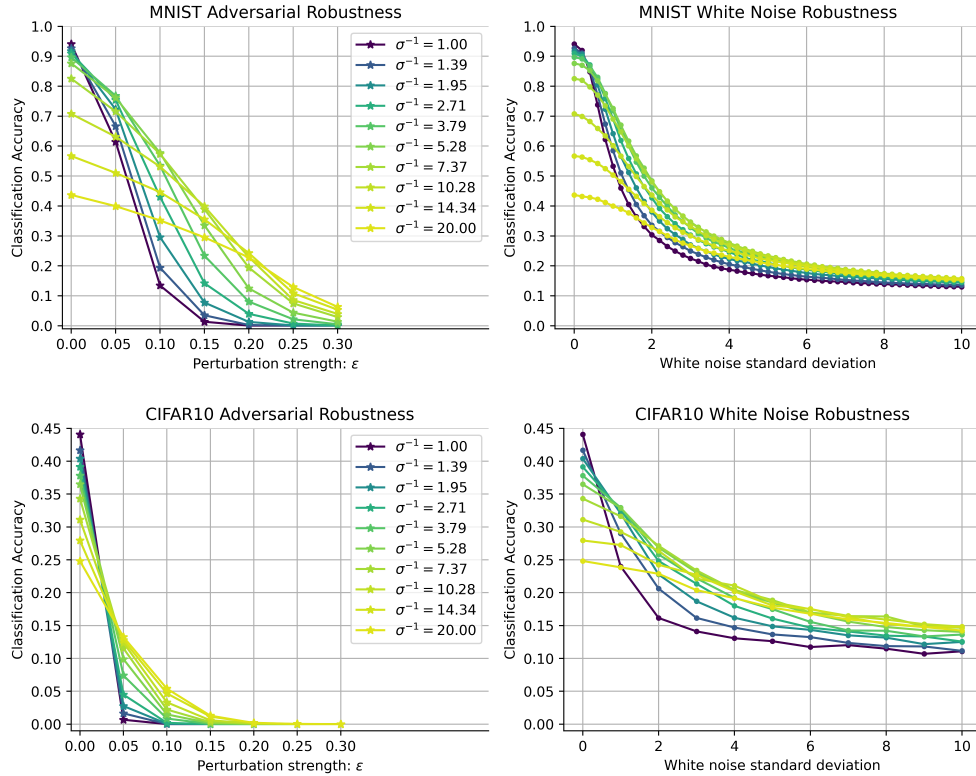 MNIST Adversarial Robustness
1.0
0.9
0.8
0.7
0.6
0.5
0.4
0.3
0.2
0.1
0.0
Classification Accuracy
0.00 0.05 0.10 0.15 0.20 0.25 0.30
Perturbation strength: ε
σ⁻¹ = 1.00
σ⁻¹ = 1.39
σ⁻¹ = 1.95
σ⁻¹ = 2.71
σ⁻¹ = 3.79
σ⁻¹ = 5.28
σ⁻¹ = 7.37
σ⁻¹ = 10.28
σ⁻¹ = 14.34
σ⁻¹ = 20.00
MNIST White Noise Robustness
1.0
0.9
0.8
0.7
0.6
0.5
0.4
0.3
0.2
0.1
0.0
Classification Accuracy
0 2 4 6 8 10
White noise standard deviation
CIFAR10 Adversarial Robustness
0.45
0.40
0.35
0.30
0.25
0.20
0.15
0.10
0.05
0.00
Classification Accuracy
0.00 0.05 0.10 0.15 0.20 0.25 0.30
Perturbation strength: ε
σ⁻¹ = 1.00
σ⁻¹ = 1.39
σ⁻¹ = 1.95
σ⁻¹ = 2.71
σ⁻¹ = 3.79
σ⁻¹ = 5.28
σ⁻¹ = 7.37
σ⁻¹ = 10.28
σ⁻¹ = 14.34
σ⁻¹ = 20.00
CIFAR10 White Noise Robustness
0.45
0.40
0.35
0.30
0.25
0.20
0.15
0.10
0.05
0.00
Classification Accuracy
0 2 4 6 8 10
White noise standard deviation